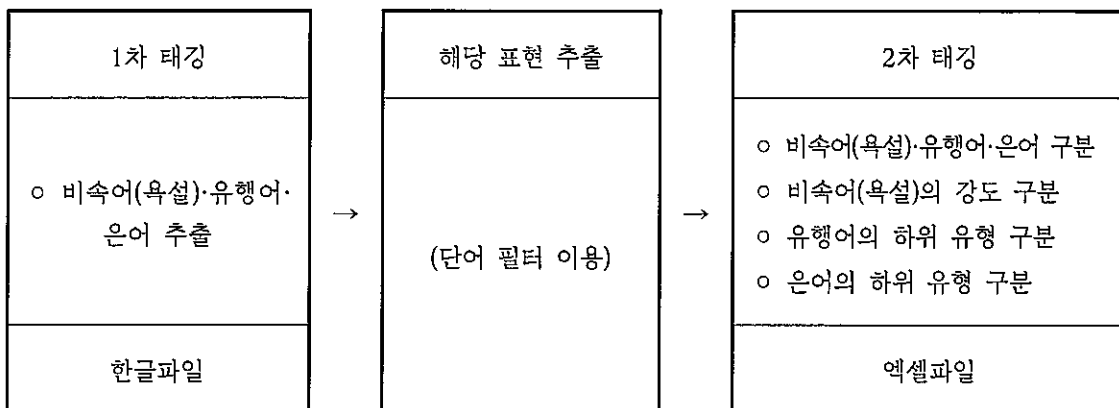 1차 태깅
○ 비속어(욕설)·유행어·
은어 추출
한글파일
→
해당 표현 추출
(단어 필터 이용)
→
2차 태깅
○ 비속어(욕설)·유행어·은어 구분
○ 비속어(욕설)의 강도 구분
○ 유행어의 하위 유형 구분
○ 은어의 하위 유형 구분
엑셀파일